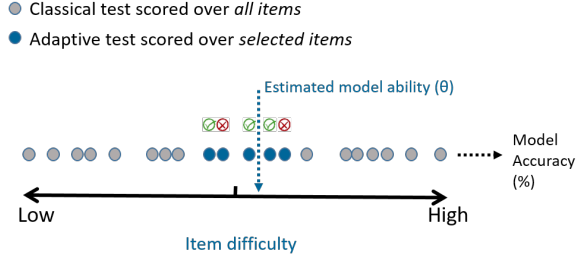 Classical test scored over all items
Adaptive test scored over selected items
Estimated model ability (θ)
Model
Accuracy
(%)
Low
High
Item difficulty